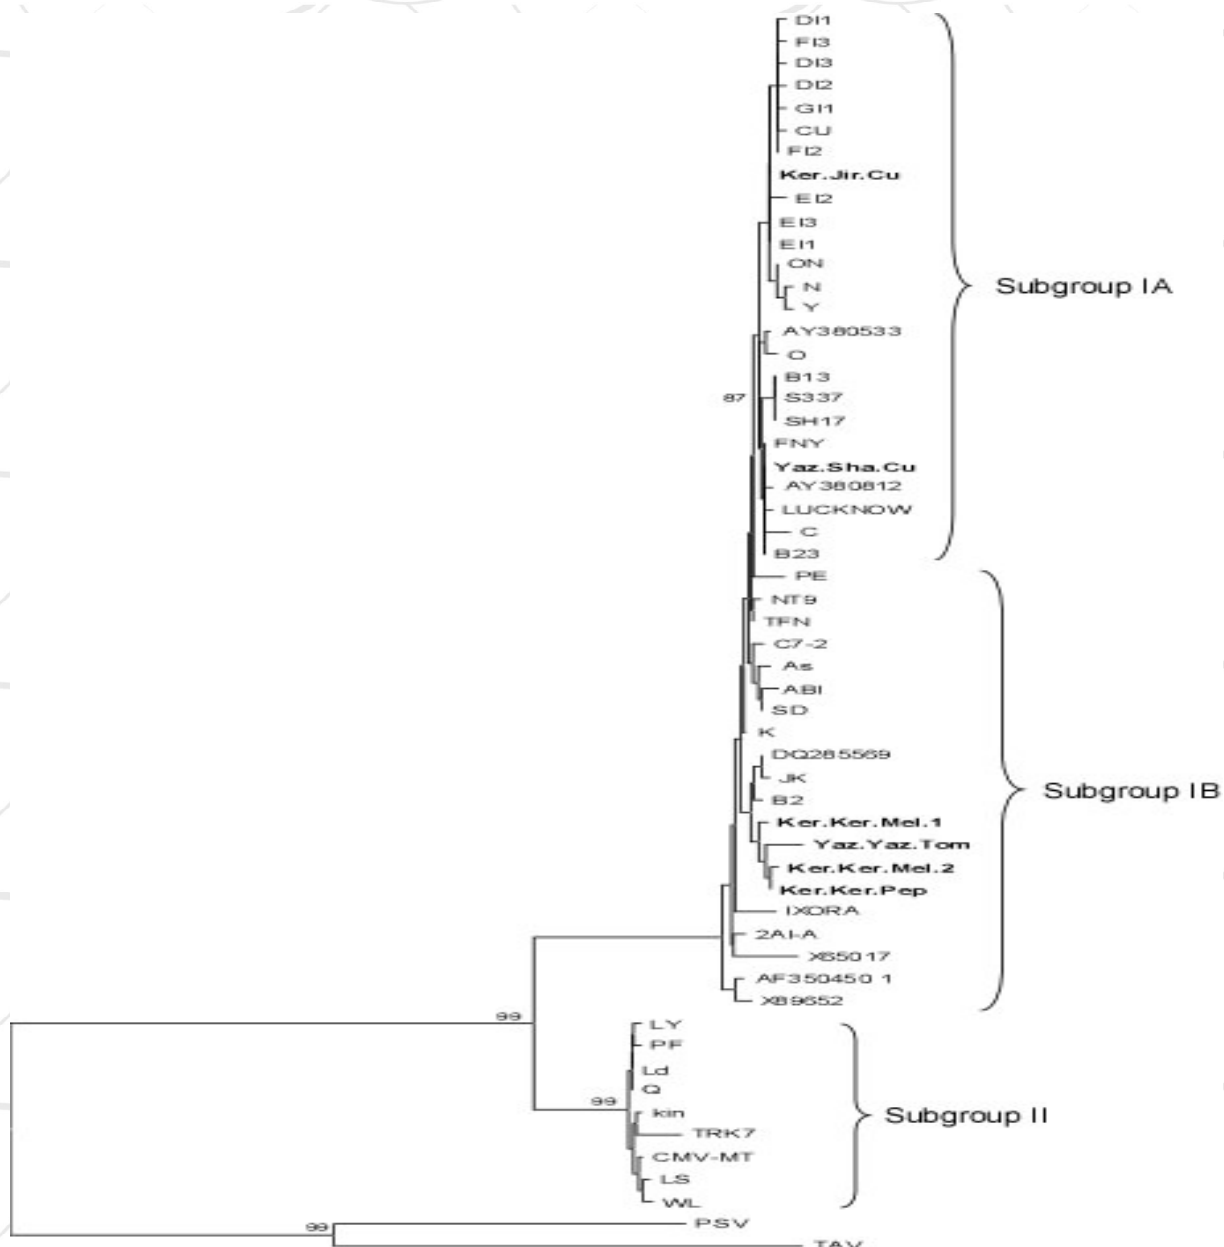 DI1
FI3
DI3
DI2
GI1
CU
FI2
Ker.Jir.Cu
EI2
EI3
EI1
ON
Subgroup IA
N
Y
AY380533
O
B13
87
S337
SH17
FNY
Yaz.Sha.Cu
AY380812
LUCKNOW
C
B23
PE
NT9
TFN
C7-2
As
ABI
SD
K
DQ285569
JK
Subgroup IB
B2
Ker.Ker.Mel.1
Yaz.Yaz.Tom
Ker.Ker.Mel.2
Ker.Ker.Pep
IXORA
2AI-A
X65017
AF350450 1
X89652
99
LY
PF
Ld
Q
99
kin
Subgroup II
TRK7
CMV-MT
LS
WL
PSV
99
TAV